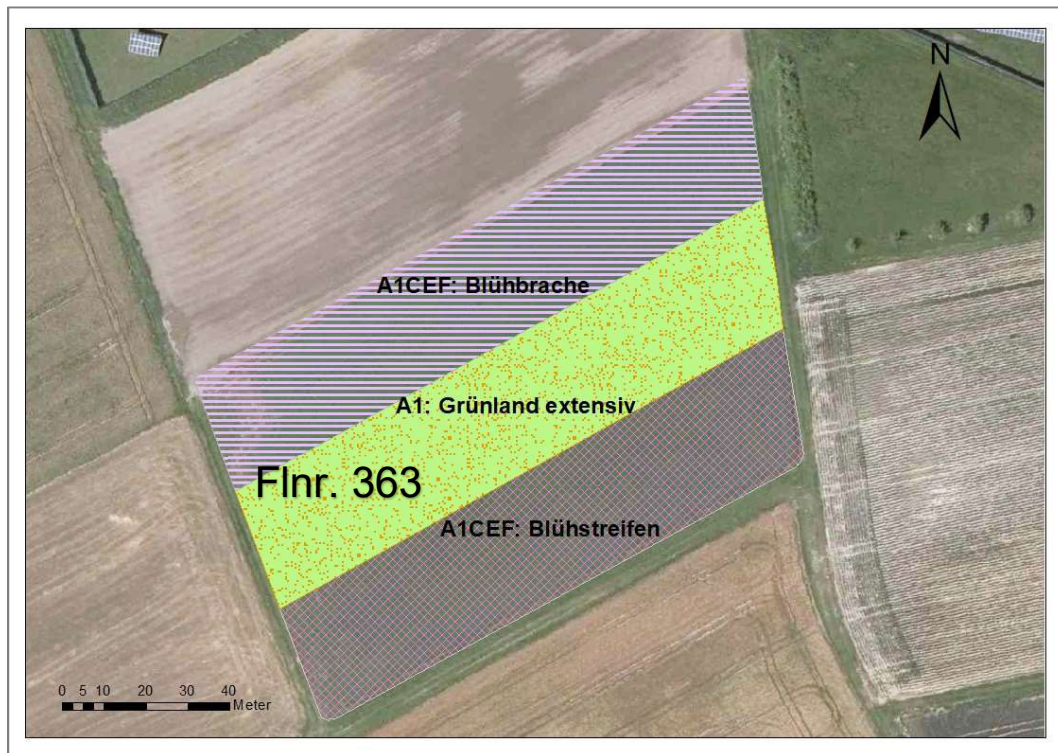 N
A1CEF: Blühbrache
A1: Grünland extensiv
Flnr. 363
A1CEF: Blühstreifen
0 5 10 20 30 40
Meter